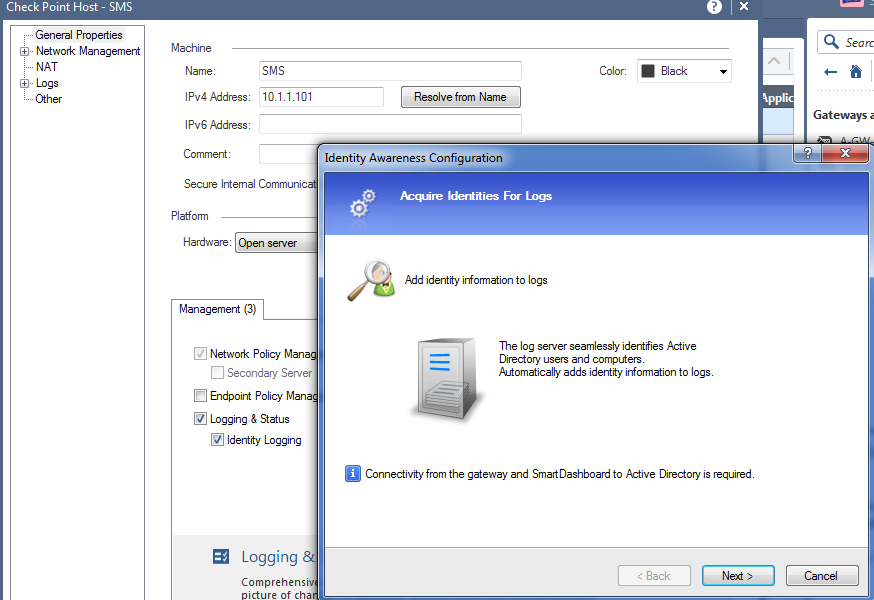 Check Point Host - SMS
General Properties
Network Management
NAT
Logs
Other
Machine
Name:
SMS
Color:
Black
IPv4 Address:
10.1.1.101
Resolve from Name
IPv6 Address:
Comment:
Secure Internal Communicat
Platform
Hardware:
Open server
Management (3)
Network Policy Manag
Secondary Server
Endpoint Policy Manag
Logging & Status
Identity Logging
Logging &
Comprehensive
picture of chan
Identity Awareness Configuration
Acquire Identities For Logs
Add identity information to logs
The log server seamlessly identifies Active
Directory users and computers.
Automatically adds identity information to logs.
Connectivity from the gateway and SmartDashboard to Active Directory is required.
< Back
Next >
Cancel
Searc
Applic
Gateways a
A-GW